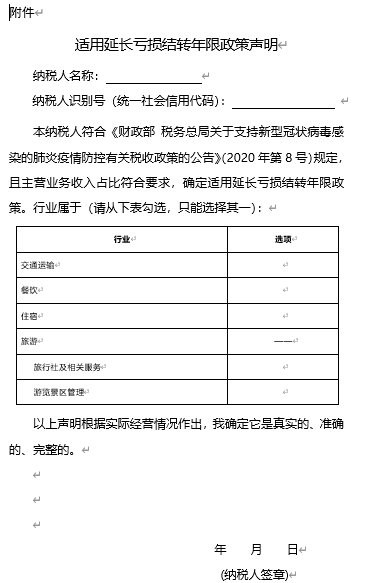 附件
适用延长亏损结转年限政策声明
纳税人名称：
纳税人识别号（统一社会信用代码）：
本纳税人符合《财政部 税务总局关于支持新型冠状病毒感
染的肺炎疫情防控有关税收政策的公告》(2020 年第 8 号)规定，
且主营业务收入占比符合要求，确定适用延长亏损结转年限政
策。行业属于（请从下表勾选，只能选择其一）：
行业 选项
交通运输
餐饮
住宿
旅游 ——
旅行社及相关服务
游览景区管理
以上声明根据实际经营情况作出，我确定它是真实的、准确
的、完整的。
年 月 日
(纳税人签章)